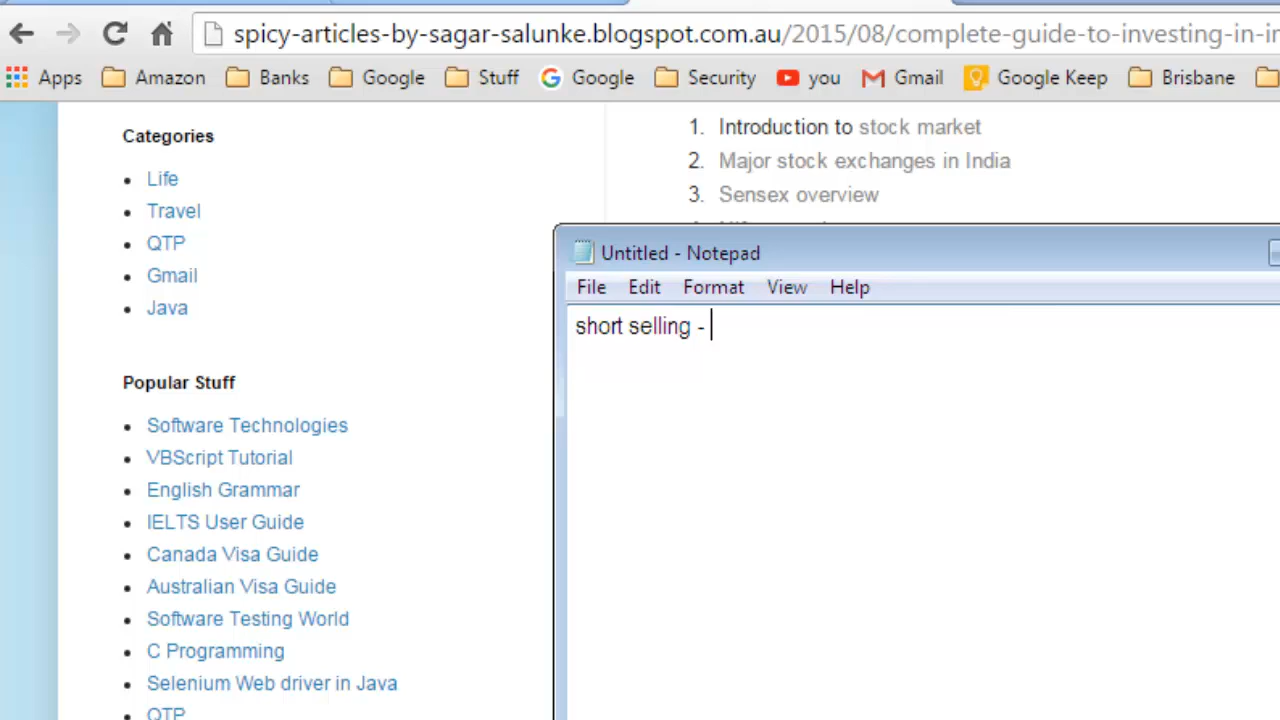 spicy-articles-by-sagar-salunke.blogspot.com.au/2015/08/complete-guide-to-investing-in-i
Apps Amazon Banks Google Stuff Google Security you Gmail Google Keep Brisbane
Categories
Life
Travel
QTP
Gmail
Java
Popular Stuff
Software Technologies
VBScript Tutorial
English Grammar
IELTS User Guide
Canada Visa Guide
Australian Visa Guide
Software Testing World
C Programming
Selenium Web driver in Java
QTP
1. Introduction to stock market
2. Major stock exchanges in India
3. Sensex overview
Untitled - Notepad
File Edit Format View Help
short selling -